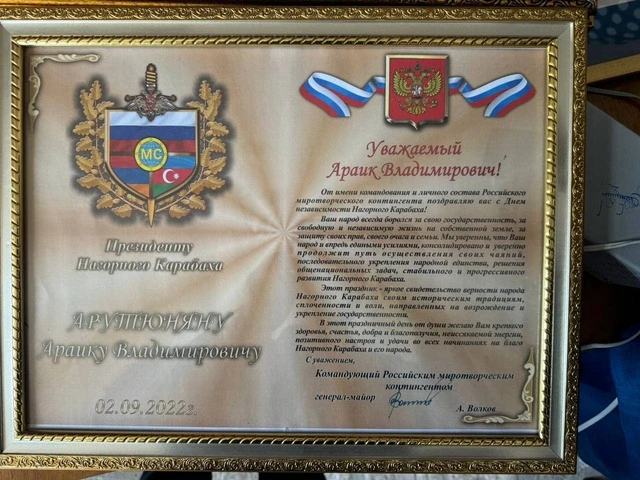 МС
Президенту
Нагорного Карабаха
АРУТЮНЯНУ
Араику Владимировичу
02.09.2022г.
Уважаемый
Араик Владимирович!
От имени командования и личного состава Российского
миротворческого контингента поздравляю вас с Днем
независимости Нагорного Карабаха!
Ваш народ всегда боролся за свою государственность, за
свободную и независимую жизнь на собственной земле, за
защиту своих прав, своего очага и семьи. Мы уверены, что Ваш
народ и впредь едиными усилиями, консолидировано и уверенно
продолжит путь осуществления своих чаяний,
последовательного укрепления народной единства, решения
общенациональных задач, стабильного и прогрессивного
развития Нагорного Карабаха.
Этот праздник - яркое свидетельство верности народа
Нагорного Карабаха своим историческим традициям,
сплоченности и воли, направленных на возрождение и
укрепление государственности.
В этот праздничный день от души желаю Вам крепкого
здоровья, счастья, добра и благополучия, неиссякаемой энергии,
позитивного настроя и удачи во всех начинаниях на благо
Нагорного Карабаха и его народа.
С уважением,
Командующий Российским миротворческим
контингентом
генерал-майор
А. Волков